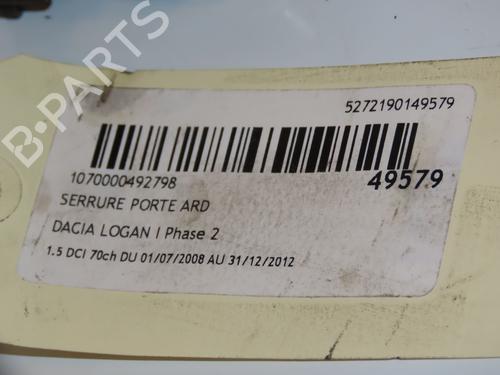 B-PARTS
5272190149579
1070000492798
49579
SERRURE PORTE ARD
DACIA LOGAN I Phase 2
1.5 DCI 70ch DU 01/07/2008 AU 31/12/2012